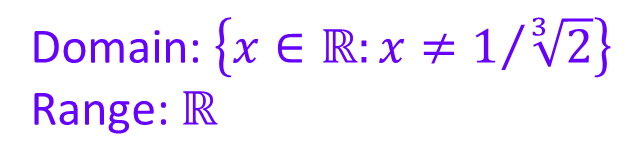 Domain: {x ∈ ℝ: x ≠ 1/∛2}
Range: ℝ